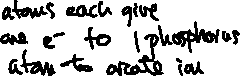 atoms each give
one e⁻ to 1 phosphorus
atom to create ion